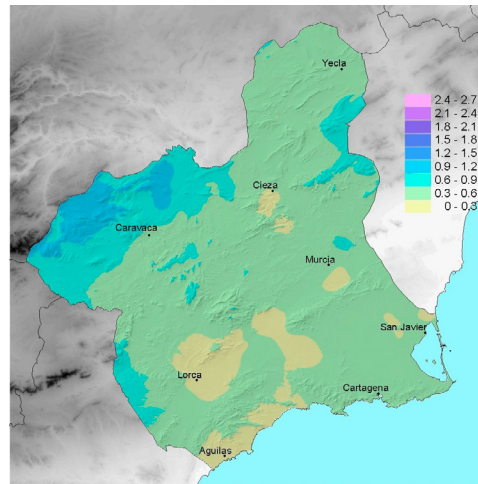 Yecla
2.4 - 2.7
2.1 - 2.4
1.8 - 2.1
1.5 - 1.8
1.2 - 1.5
0.9 - 1.2
0.6 - 0.9
0.3 - 0.6
0 - 0.3
Cieza
Caravaca
Murcia
San Javier
Lorca
Cartagena
Aguilas